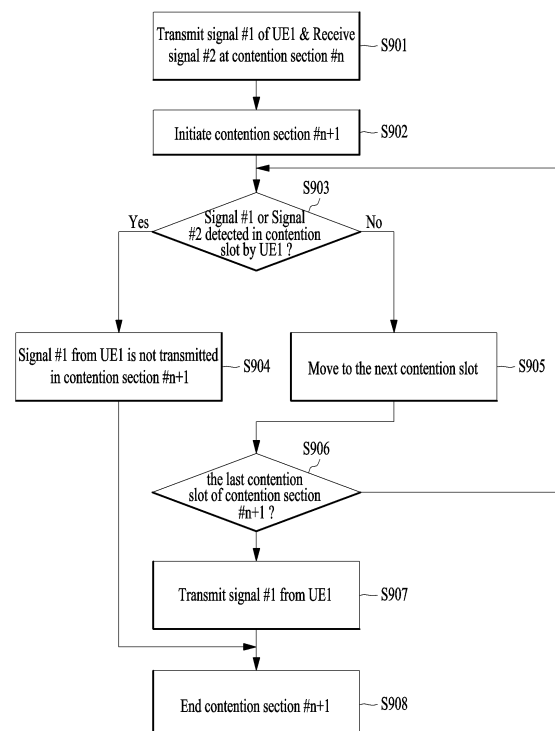 Transmit signal #1 of UE1 & Receive
signal #2 at contention section #n
S901
Initiate contention section #n+1
S902
S903
Signal #1 or Signal
#2 detected in contention
slot by UE1 ?
Yes
No
Signal #1 from UE1 is not transmitted
in contention section #n+1
S904
Move to the next contention slot
S905
S906
the last contention
slot of contention section
#n+1 ?
Transmit signal #1 from UE1
S907
End contention section #n+1
S908